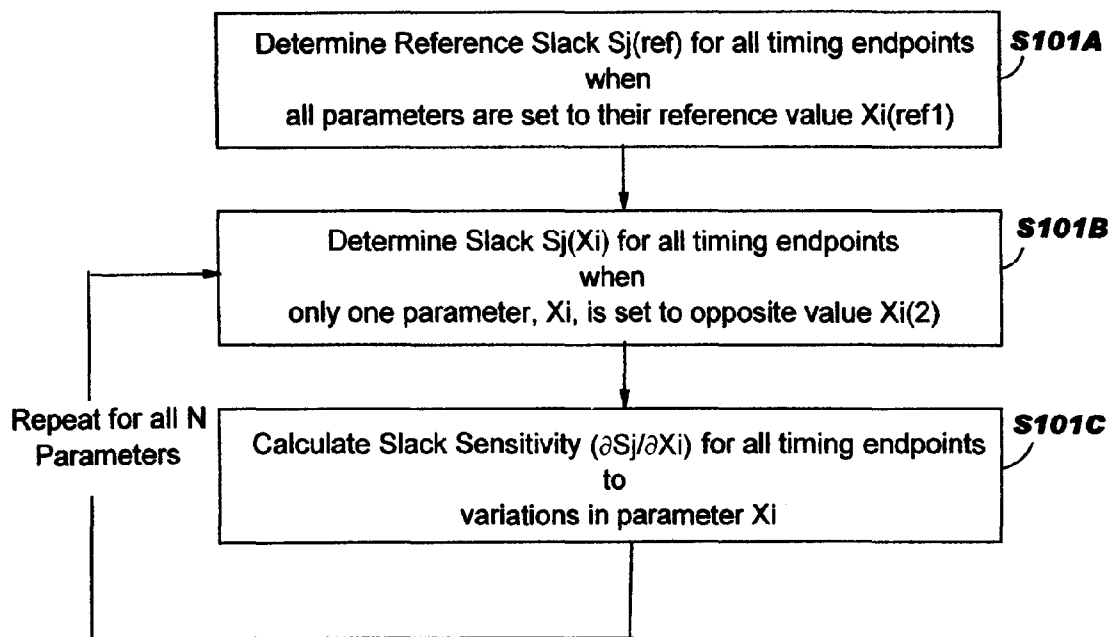 Determine Reference Slack Sj(ref) for all timing endpoints
when
all parameters are set to their reference value Xi(ref1)
S101A
Determine Slack Sj(Xi) for all timing endpoints
when
only one parameter, Xi, is set to opposite value Xi(2)
S101B
Repeat for all N
Parameters
Calculate Slack Sensitivity (∂Sj/∂Xi) for all timing endpoints
to
variations in parameter Xi
S101C